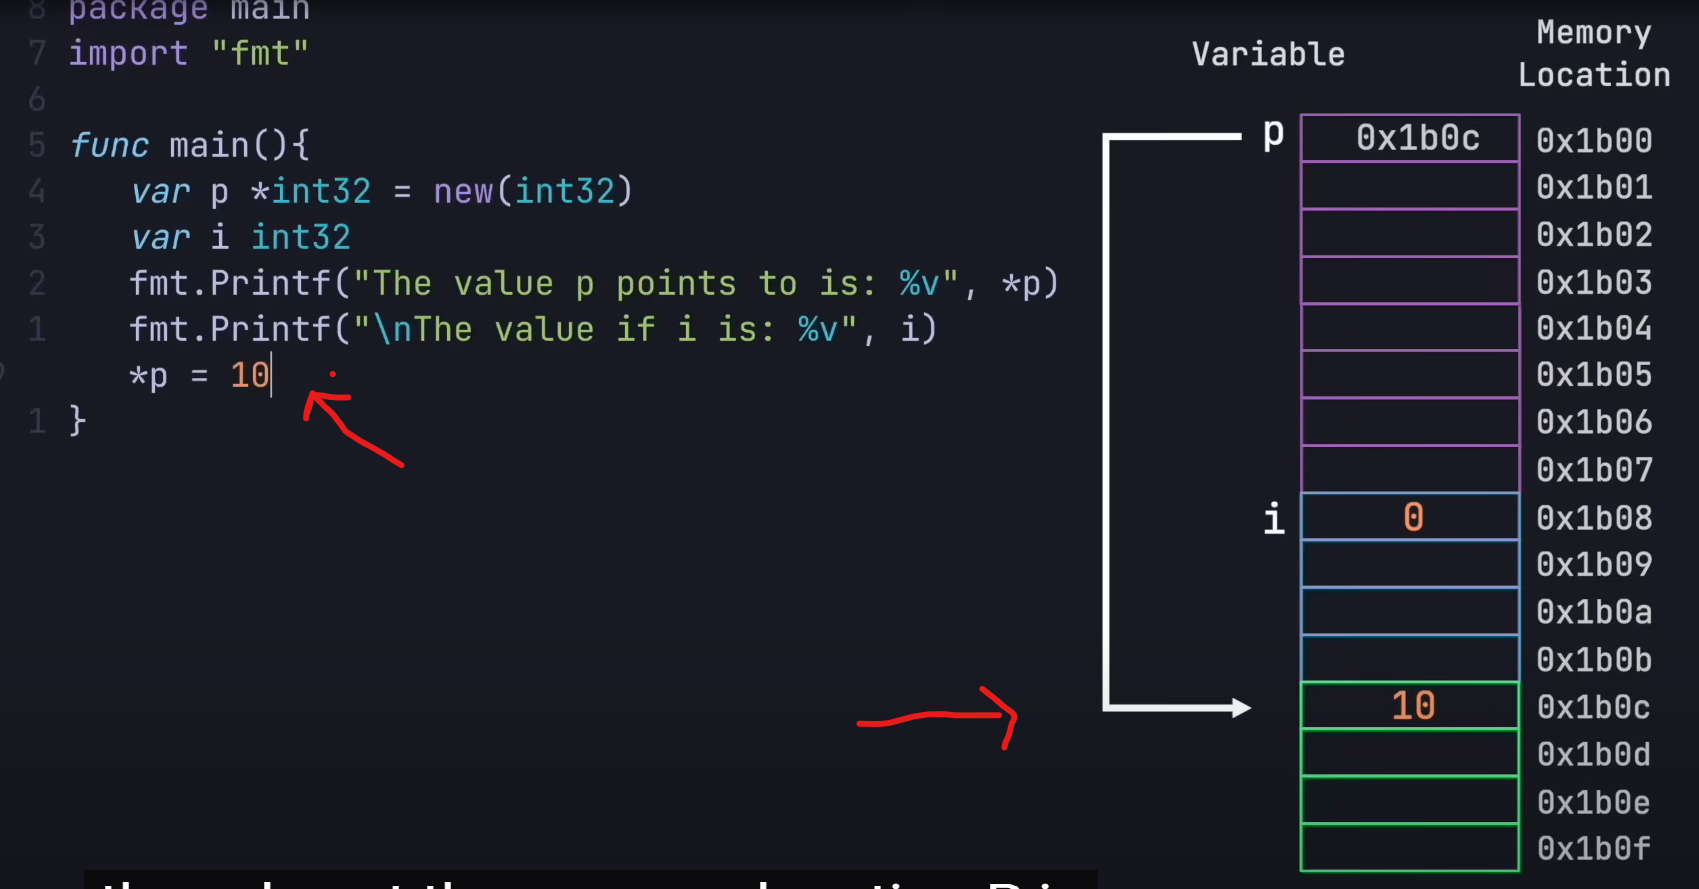 8 package main
7 import "fmt"
6
5 func main(){
4 var p *int32 = new(int32)
3 var i int32
2 fmt.Printf("The value p points to is: %v", *p)
1 fmt.Printf("\nThe value if i is: %v", i)
*p = 10
1 }
Variable
Memory
Location
p 0x1b0c 0x1b00
0x1b01
0x1b02
0x1b03
0x1b04
0x1b05
0x1b06
0x1b07
i 0 0x1b08
0x1b09
0x1b0a
0x1b0b
10 0x1b0c
0x1b0d
0x1b0e
0x1b0f